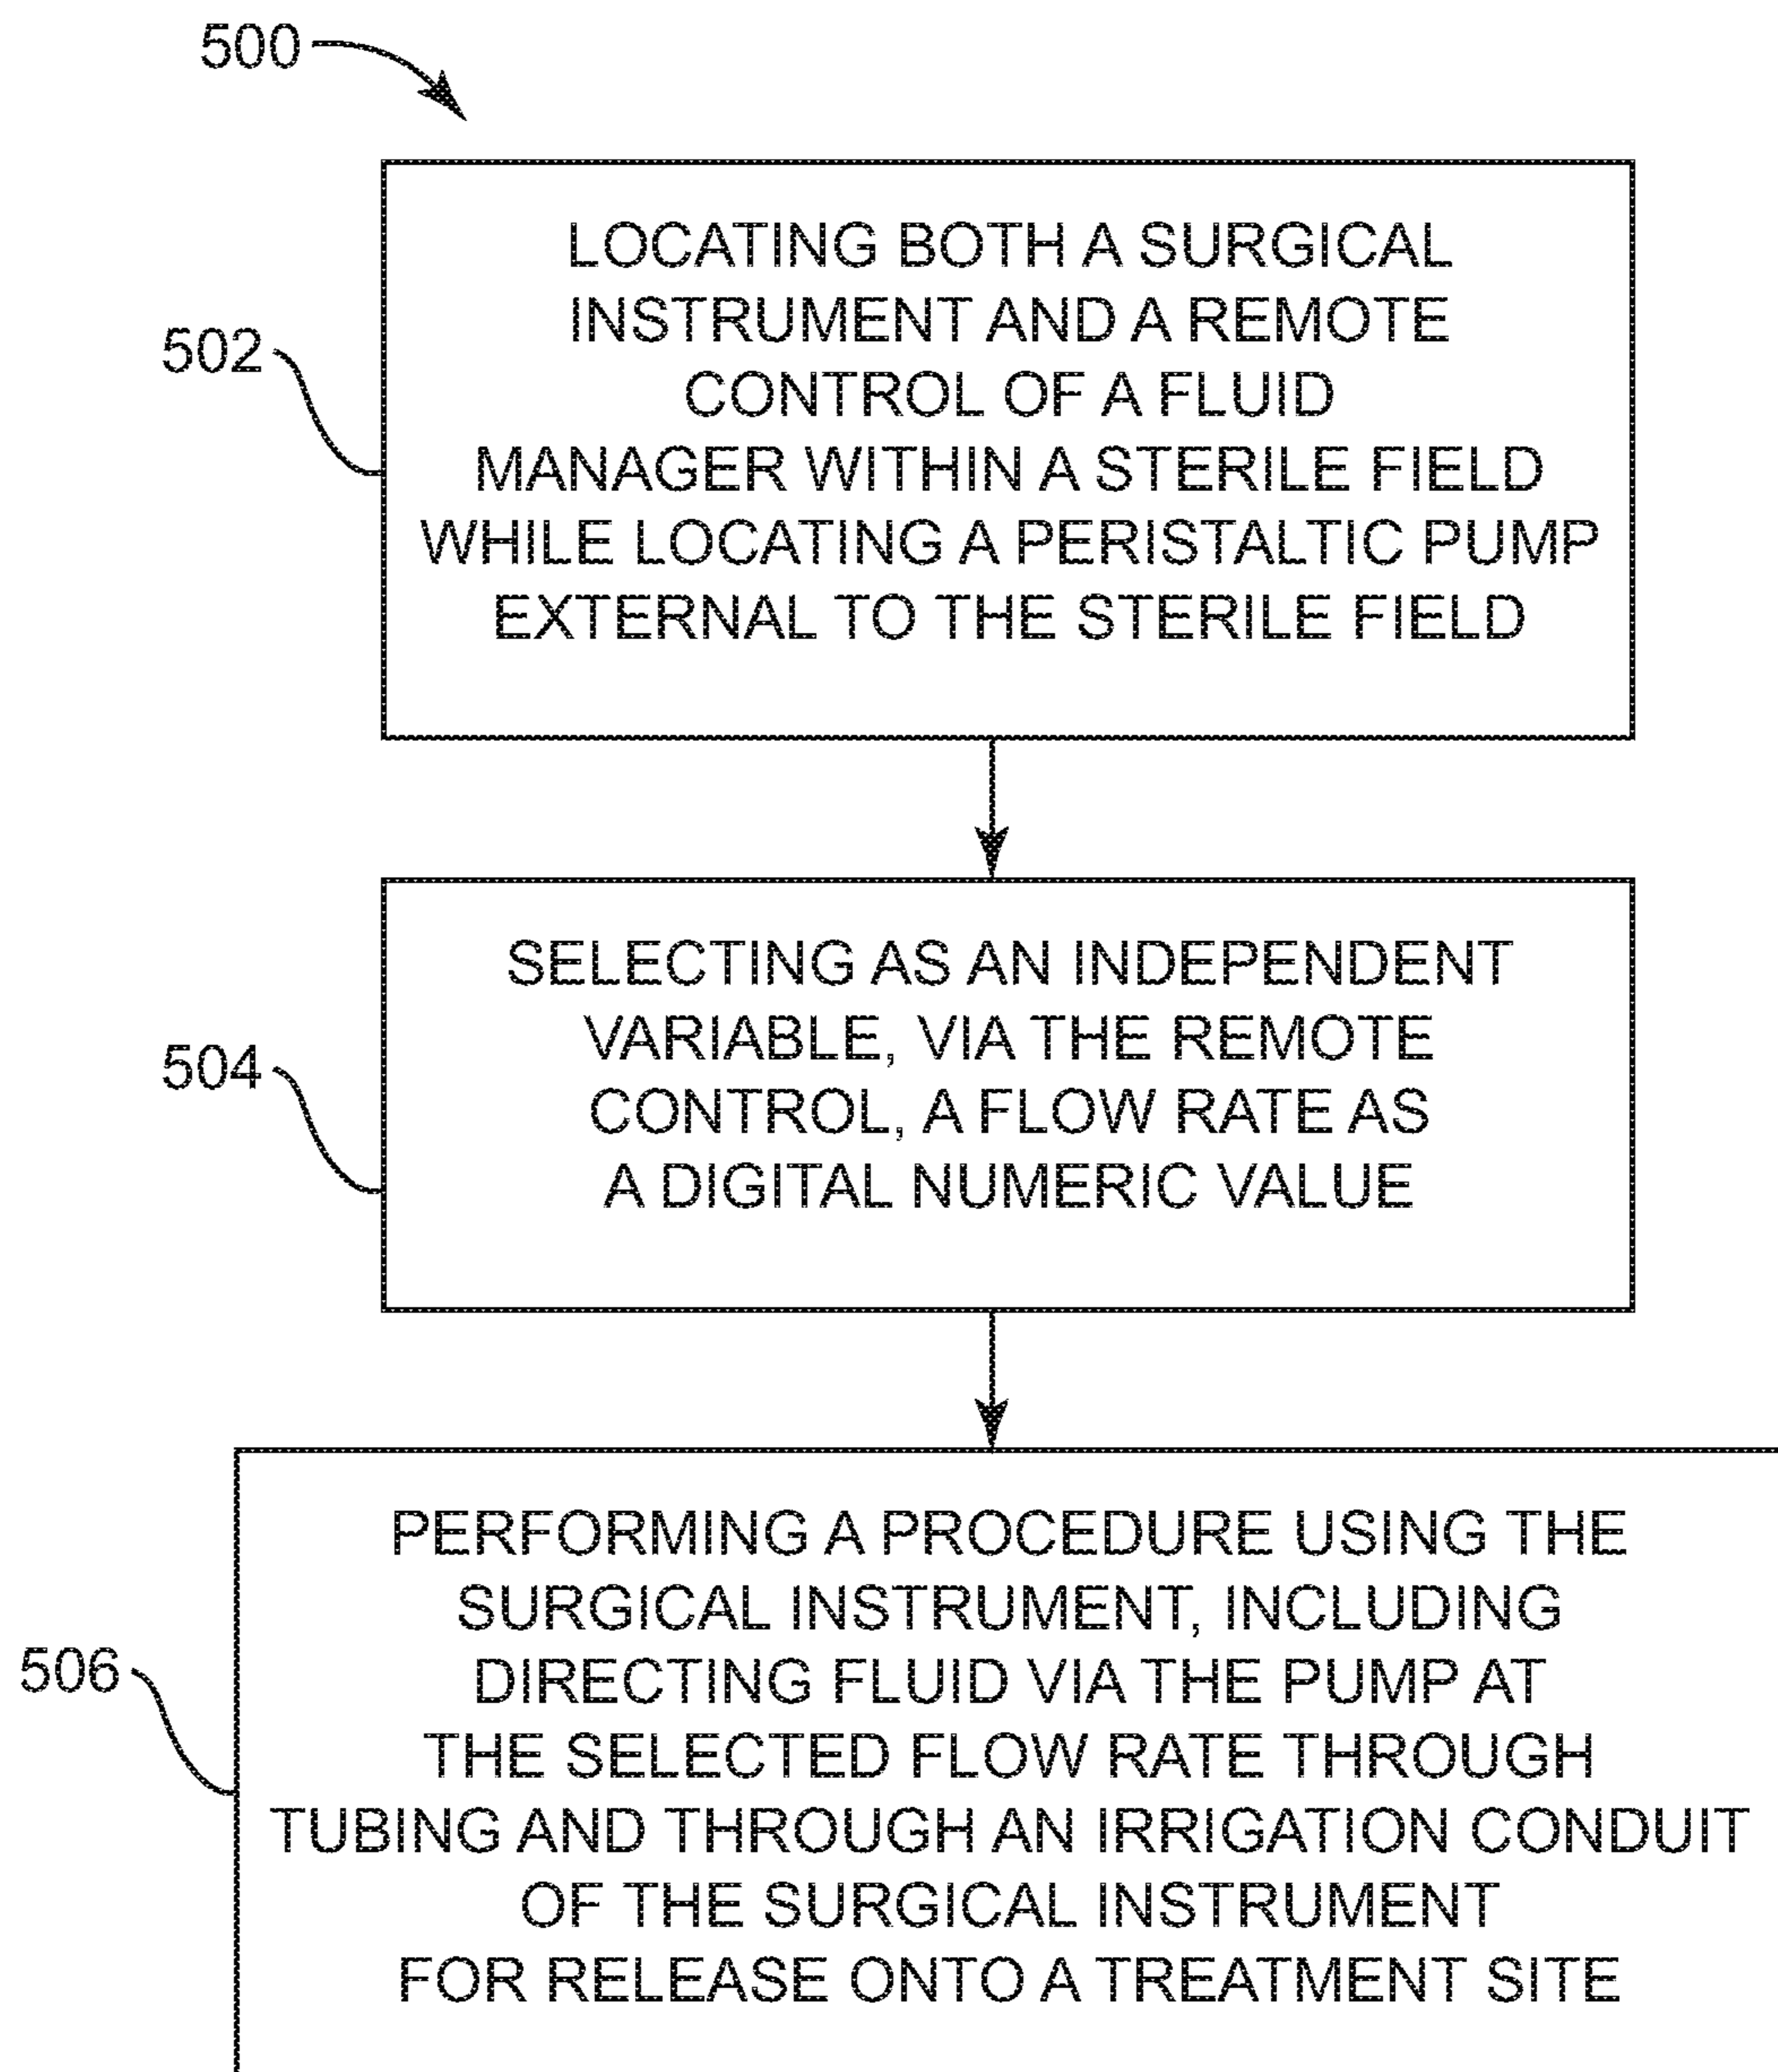 500
502
LOCATING BOTH A SURGICAL
INSTRUMENT AND A REMOTE
CONTROL OF A FLUID
MANAGER WITHIN A STERILE FIELD
WHILE LOCATING A PERISTALTIC PUMP
EXTERNAL TO THE STERILE FIELD
504
SELECTING AS AN INDEPENDENT
VARIABLE, VIA THE REMOTE
CONTROL, A FLOW RATE AS
A DIGITAL NUMERIC VALUE
506
PERFORMING A PROCEDURE USING THE
SURGICAL INSTRUMENT, INCLUDING
DIRECTING FLUID VIA THE PUMP AT
THE SELECTED FLOW RATE THROUGH
TUBING AND THROUGH AN IRRIGATION CONDUIT
OF THE SURGICAL INSTRUMENT
FOR RELEASE ONTO A TREATMENT SITE